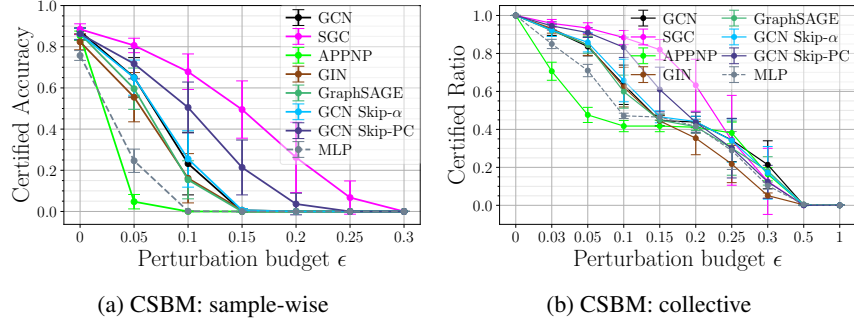 Certified Accuracy
1.0
0.8
0.6
0.4
0.2
0.0
0
0.05
0.1
0.15
0.2
0.25
0.3
Perturbation budget ϵ
GCN
SGC
APPNP
GIN
GraphSAGE
GCN Skip-α
GCN Skip-PC
MLP
(a) CSBM: sample-wise
Certified Ratio
1.0
0.8
0.6
0.4
0.2
0.0
0
0.03
0.05
0.1
0.15
0.2
0.25
0.3
0.5
1
Perturbation budget ϵ
GCN
SGC
APPNP
GIN
GraphSAGE
GCN Skip-α
GCN Skip-PC
MLP
(b) CSBM: collective